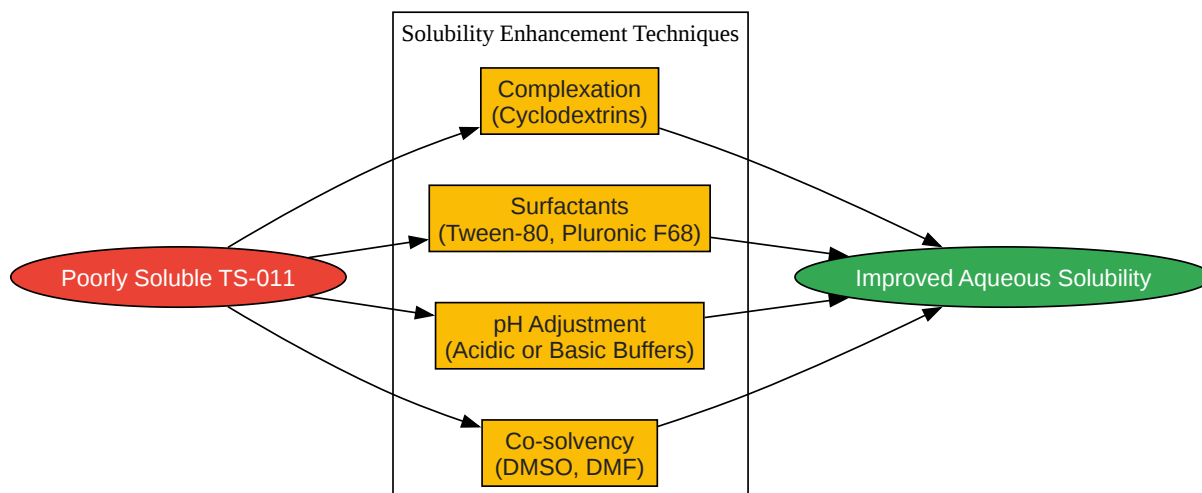 Solubility Enhancement Techniques
Complexation
(Cyclodextrins)
Surfactants
(Tween-80, Pluronic F68)
Poorly Soluble TS-011
Improved Aqueous Solubility
pH Adjustment
(Acidic or Basic Buffers)
Co-solvency
(DMSO, DMF)